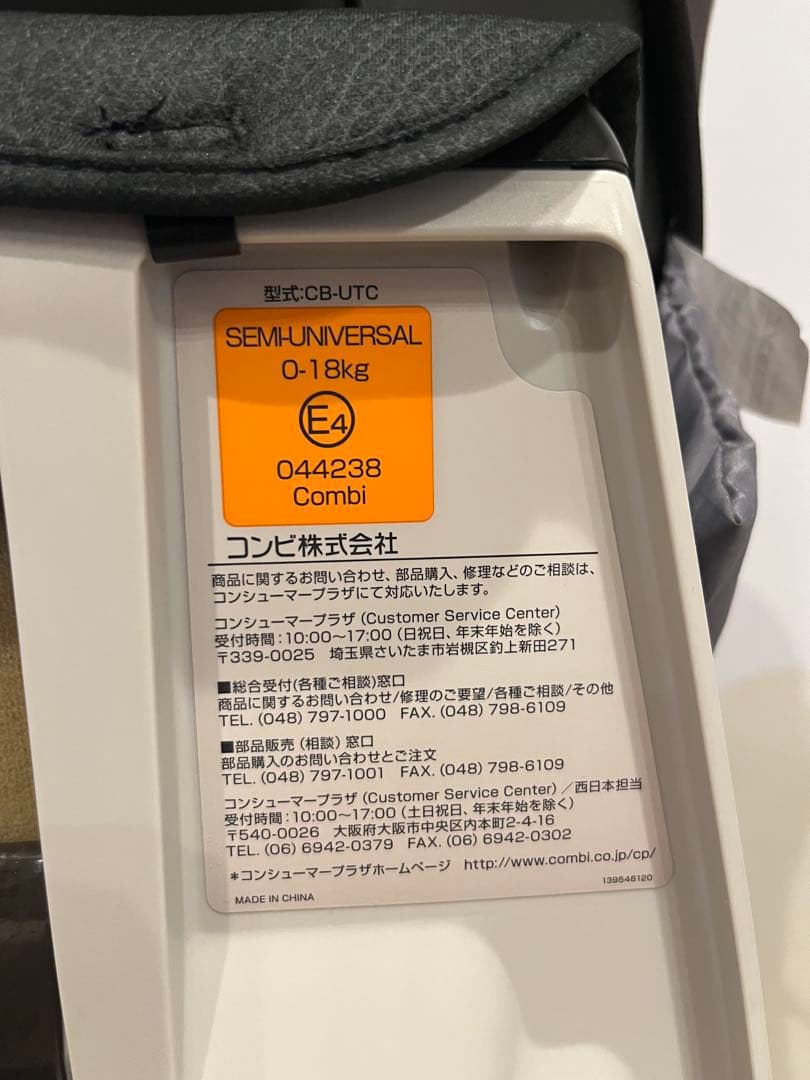 型式:CB-UTC
SEMI-UNIVERSAL
0-18kg
E4
044238
Combi
コンビ株式会社
商品に関するお問い合わせ、部品購入、修理などのご相談は、
コンシューマープラザにて対応いたします。
コンシューマープラザ (Customer Service Center)
受付時間：10:00～17:00 (日祝日、年末年始を除く)
〒339-0025 埼玉県さいたま市岩槻区釣上新田271
■総合受付(各種ご相談)窓口
商品に関するお問い合わせ/修理のご要望/各種ご相談/その他
TEL. (048) 797-1000 FAX. (048) 798-6109
■部品販売 (相談) 窓口
部品購入のお問い合わせとご注文
TEL. (048) 797-1001 FAX. (048) 798-6109
コンシューマープラザ (Customer Service Center) ／西日本担当
受付時間：10:00～17:00 (土日祝日、年末年始を除く)
〒540-0026 大阪府大阪市中央区内本町2-4-16
TEL. (06) 6942-0379 FAX. (06) 6942-0302
＊コンシューマープラザホームページ http://www.combi.co.jp/cp/
139546120
MADE IN CHINA